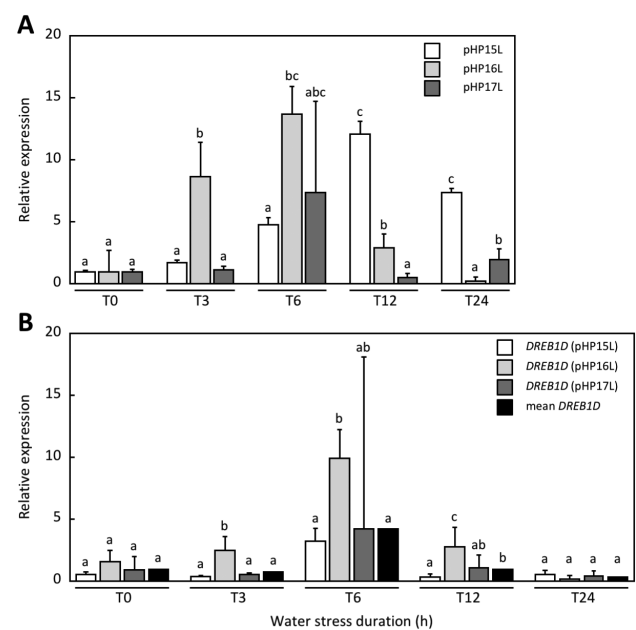 A
20
15
10
5
0
Relative expression
pHP15L
pHP16L
pHP17L
a a a
a b a
a bc abc
c b a
c a b
T0 T3 T6 T12 T24
B
20
15
10
5
0
Relative expression
DREB1D (pHP15L)
DREB1D (pHP16L)
DREB1D (pHP17L)
mean DREB1D
a a a a
a b a a
a b ab a
a c ab b
a a a a
T0 T3 T6 T12 T24
Water stress duration (h)